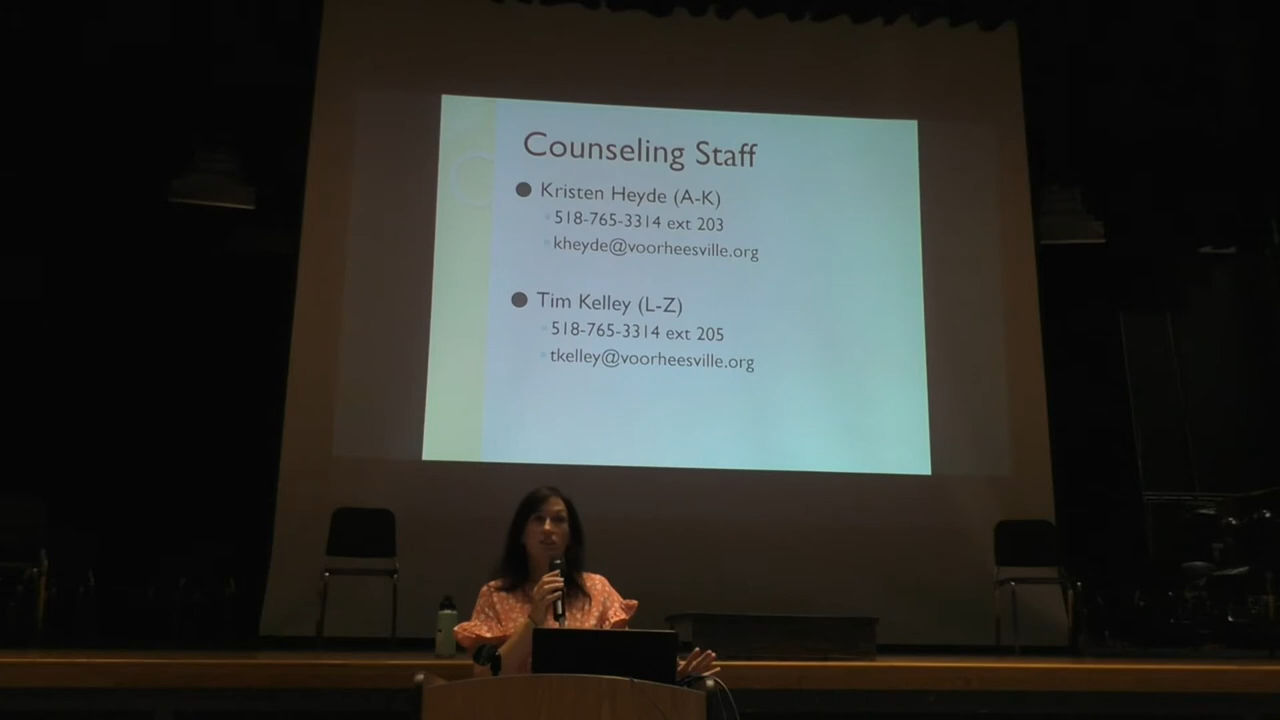 Counseling Staff
Kristen Heyde (A-K)
518-765-3314 ext 203
kheyde@voorheesville.org
Tim Kelley (L-Z)
518-765-3314 ext 205
tkelley@voorheesville.org